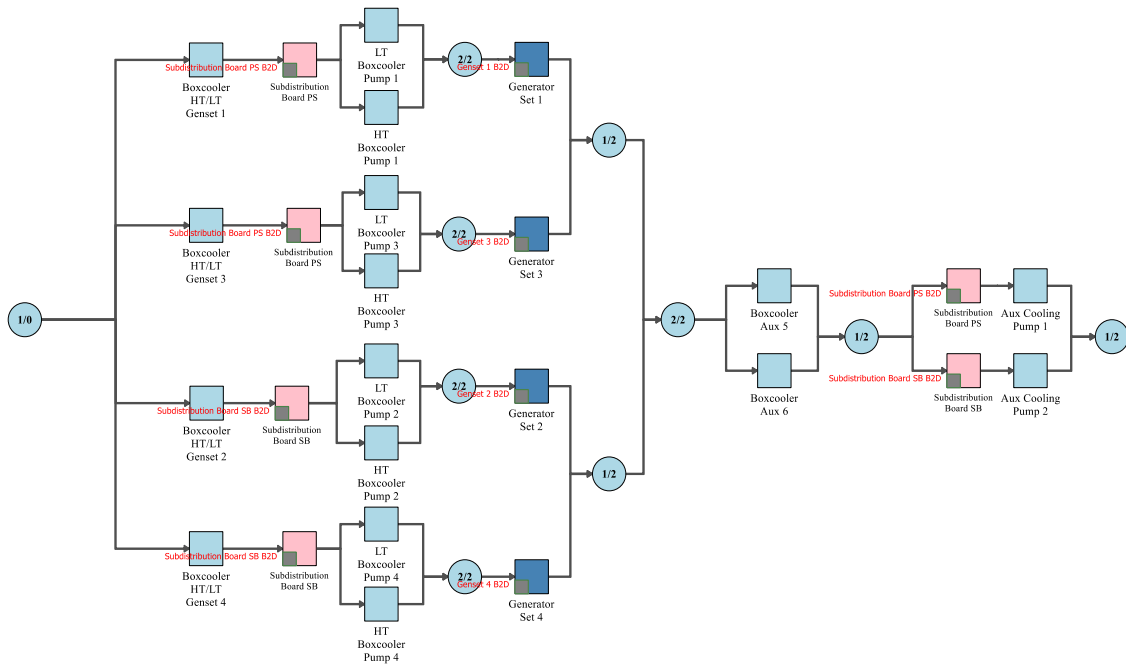 Subdistribution Board PS B2D
Boxcooler
HT/LT
Genset 1
Subdistribution
Board PS
LT
Boxcooler
Pump 1
HT
Boxcooler
Pump 1
2/2
Genset 1 B2D
Generator
Set 1
1/2
Subdistribution Board PS B2D
Boxcooler
HT/LT
Genset 3
Subdistribution
Board PS
LT
Boxcooler
Pump 3
HT
Boxcooler
Pump 3
2/2
Genset 3 B2D
Generator
Set 3
1/0
Subdistribution Board SB B2D
Boxcooler
HT/LT
Genset 2
Subdistribution
Board SB
LT
Boxcooler
Pump 2
HT
Boxcooler
Pump 2
2/2
Genset 2 B2D
Generator
Set 2
1/2
Subdistribution Board SB B2D
Boxcooler
HT/LT
Genset 4
Subdistribution
Board SB
LT
Boxcooler
Pump 4
HT
Boxcooler
Pump 4
2/2
Genset 4 B2D
Generator
Set 4
2/2
Boxcooler
Aux 5
Boxcooler
Aux 6
1/2
Subdistribution Board PS B2D
Subdistribution
Board PS
Aux Cooling
Pump 1
Subdistribution Board SB B2D
Subdistribution
Board SB
Aux Cooling
Pump 2
1/2